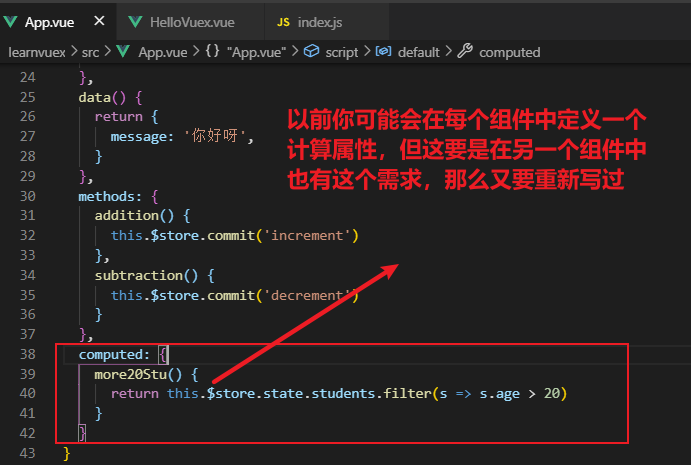 App.vue
HelloVuex.vue
JS index.js
learnvuex > src > App.vue > {} "App.vue" > script > default > computed
24 },
25 data() {
26 return {
27 message: '你好呀',
28 }
29 },
30 methods: {
31 addition() {
32 this.$store.commit('increment')
33 },
34 subtraction() {
35 this.$store.commit('decrement')
36 }
37 },
38 computed: {
39 more20Stu() {
40 return this.$store.state.students.filter(s => s.age > 20)
41 }
42 }
43 }
以前你可能会在每个组件中定义一个
计算属性，但这要是在另一个组件中
也有这个需求，那么又要重新写过